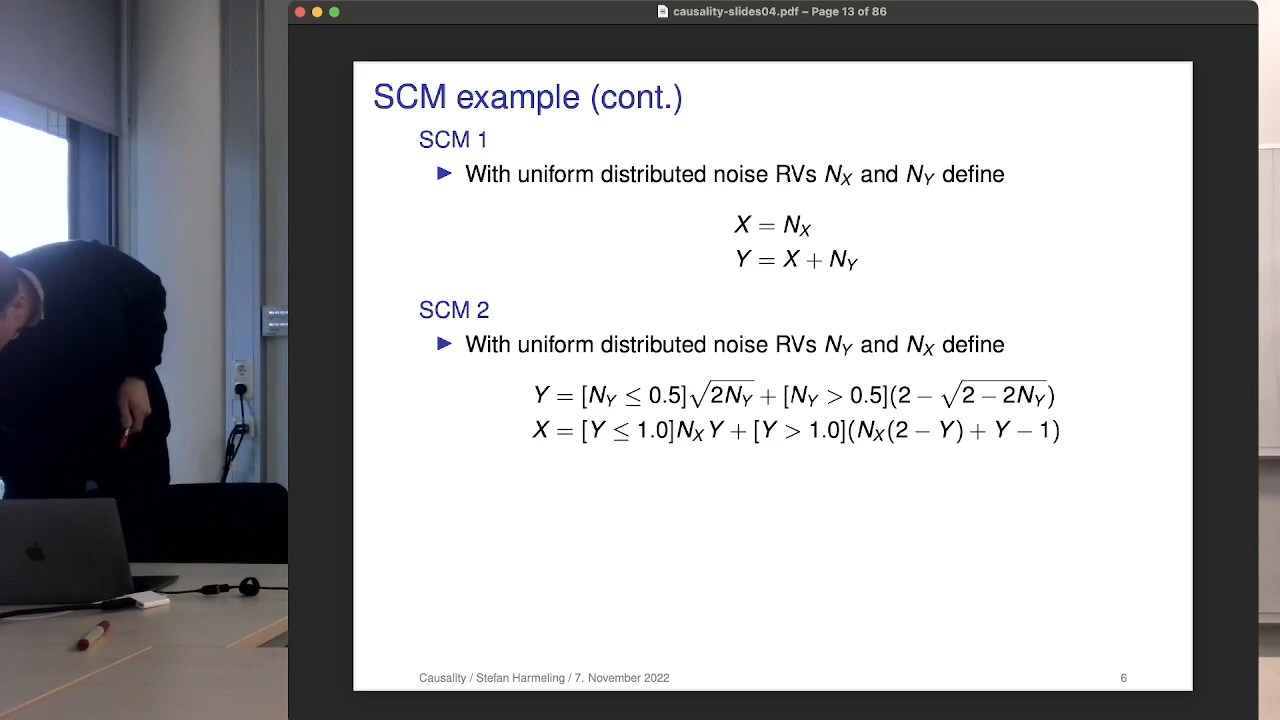 causality-slides04.pdf – Page 13 of 86
SCM example (cont.)
SCM 1
▶ With uniform distributed noise RVs N_X and N_Y define
X = N_X
Y = X + N_Y
SCM 2
▶ With uniform distributed noise RVs N_Y and N_X define
Y = [N_Y ≤ 0.5]√(2N_Y) + [N_Y > 0.5](2 − √(2 − 2N_Y))
X = [Y ≤ 1.0]N_X Y + [Y > 1.0](N_X(2 − Y) + Y − 1)
Causality / Stefan Harmeling / 7. November 2022
6